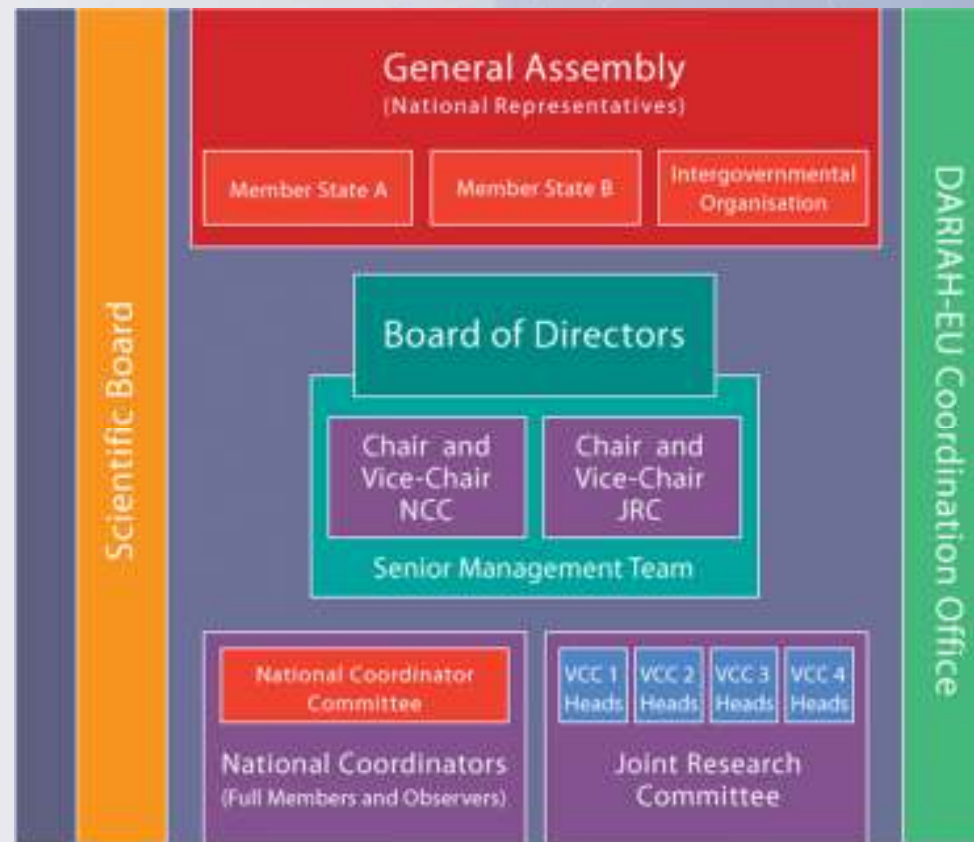 General Assembly
(National Representatives)
Member State A
Member State B
Intergovernmental
Organisation
Scientific Board
DARIAH-EU Coordination Office
Board of Directors
Chair and
Vice-Chair
NCC
Chair and
Vice-Chair
JRC
Senior Management Team
National Coordinator
Committee
National Coordinators
(Full Members and Observers)
VCC 1
Heads
VCC 2
Heads
VCC 3
Heads
VCC 4
Heads
Joint Research
Committee